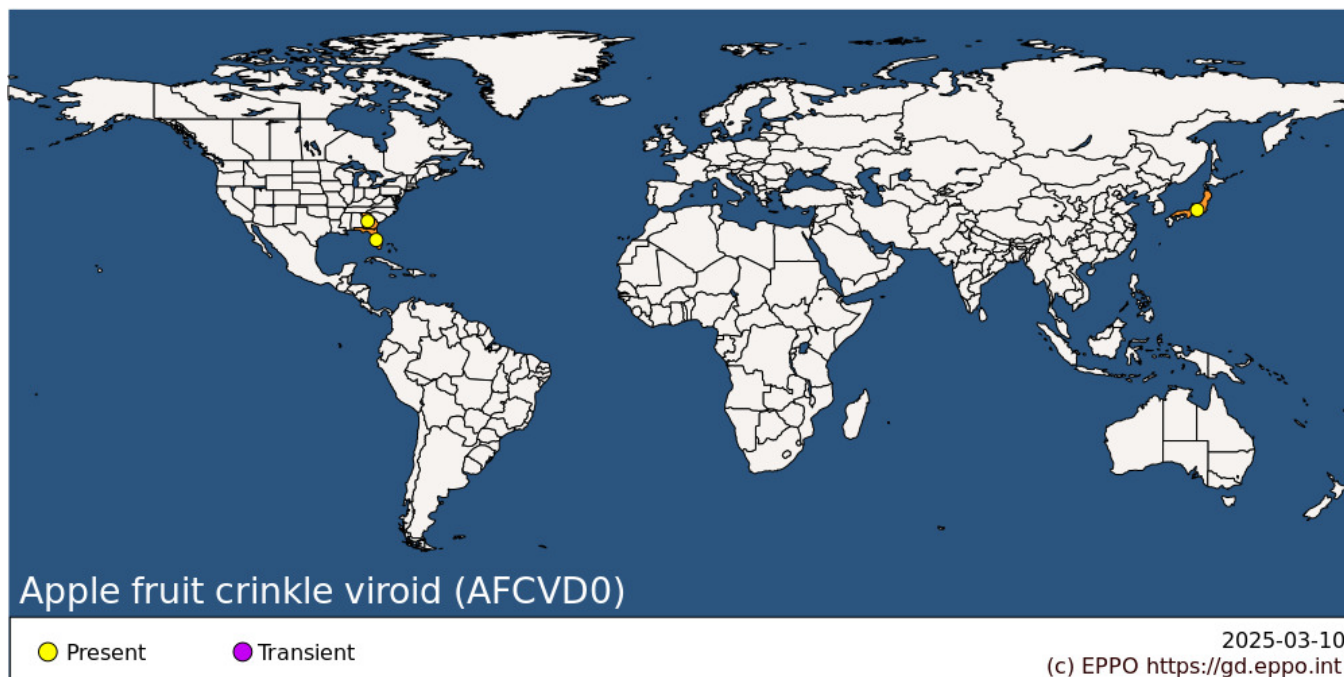 Apple fruit crinkle viroid (AFCVD0)
Present
Transient
2025-03-10
(c) EPPO https://gd.eppo.int